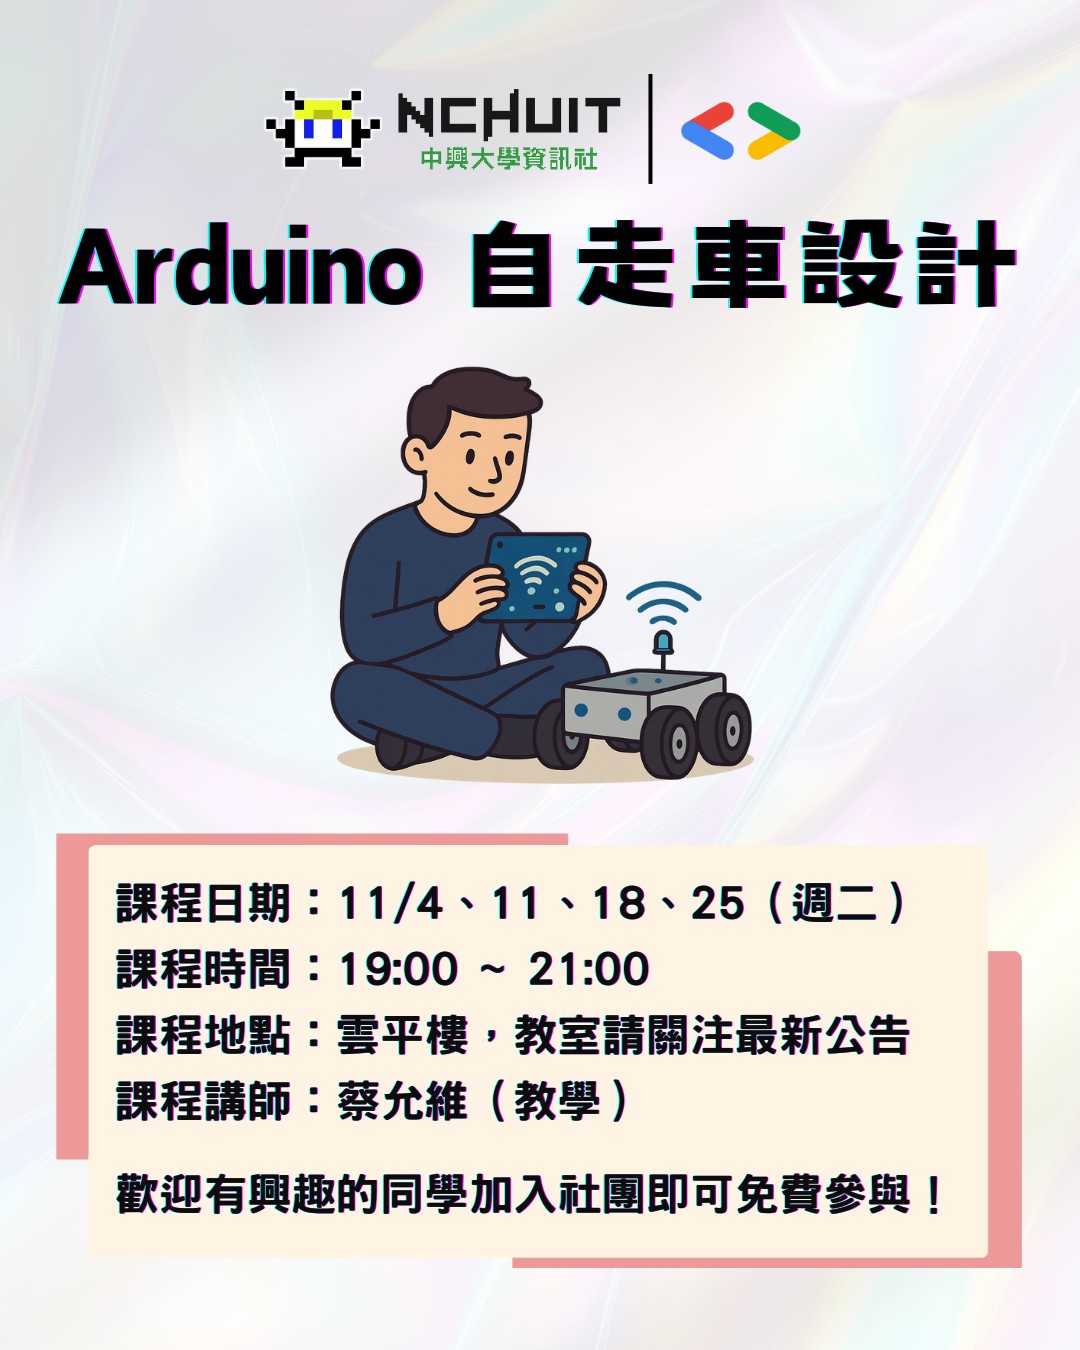 NCHUIT
中興大學資訊社
Arduino 自走車設計
課程日期：11/4、11、18、25（週二）
課程時間：19:00 ~ 21:00
課程地點：雲平樓，教室請關注最新公告
課程講師：蔡允維（教學）
歡迎有興趣的同學加入社團即可免費參與！